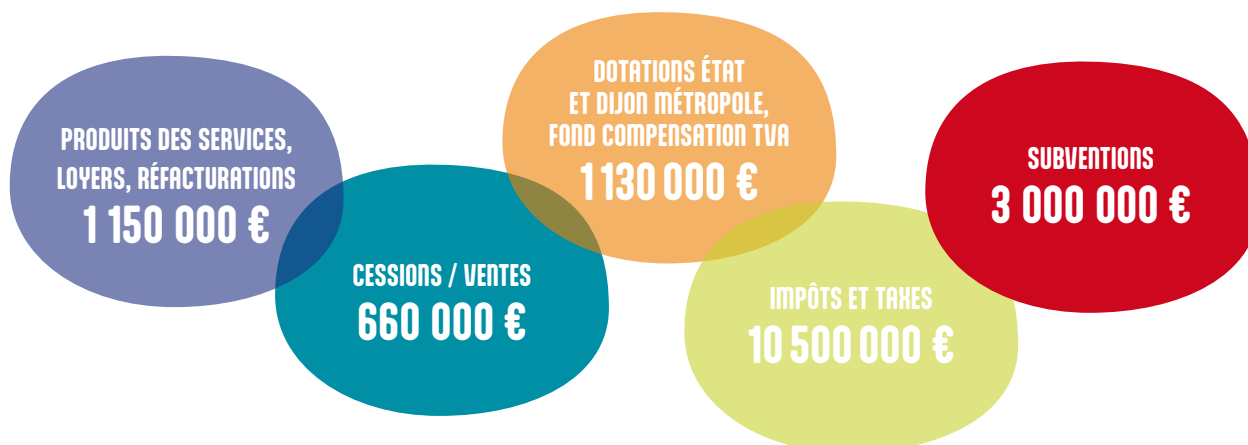 PRODUITS DES SERVICES,
LOYERS, RÉFACTURATIONS
1 150 000 €
CESSIONS / VENTES
660 000 €
DOTATIONS ÉTAT
ET DIJON MÉTROPOLE,
FOND COMPENSATION TVA
1 130 000 €
IMPÔTS ET TAXES
10 500 000 €
SUBVENTIONS
3 000 000 €